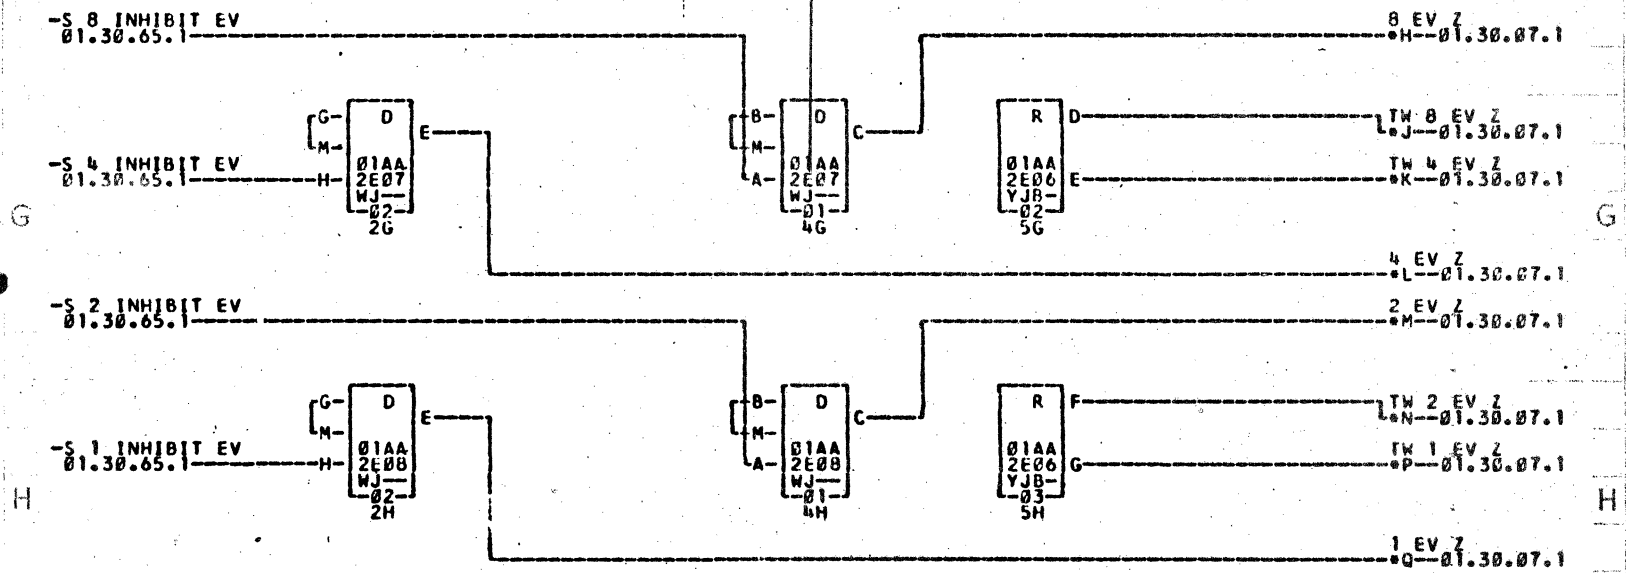 -S 8 INHIBIT EV
01.30.65.1
8 EV Z
*H--01.30.07.1
G-
M-
D
E
-S 4 INHIBIT EV
01.30.65.1
H-
01AA
2E07
WJ--
-02-
2G
B-
M-
A-
D
C
01AA
2E07
WJ--
-01-
4G
R
D
E
01AA
2E06
YJB-
-02-
5G
TW 8 EV Z
*J--01.30.07.1
TW 4 EV Z
*K--01.30.07.1
G
G
4 EV Z
*L--01.30.07.1
-S 2 INHIBIT EV
01.30.65.1
2 EV Z
*M--01.30.07.1
G-
M-
D
E
-S 1 INHIBIT EV
01.30.65.1
H-
01AA
2E08
WJ--
-02-
2H
B-
M-
A-
D
C
01AA
2E08
WJ--
-01-
4H
R
F
G
01AA
2E06
YJB-
-03-
5H
TW 2 EV Z
*N--01.30.07.1
TW 1 EV Z
*P--01.30.07.1
H
H
1 EV Z
*Q--01.30.07.1